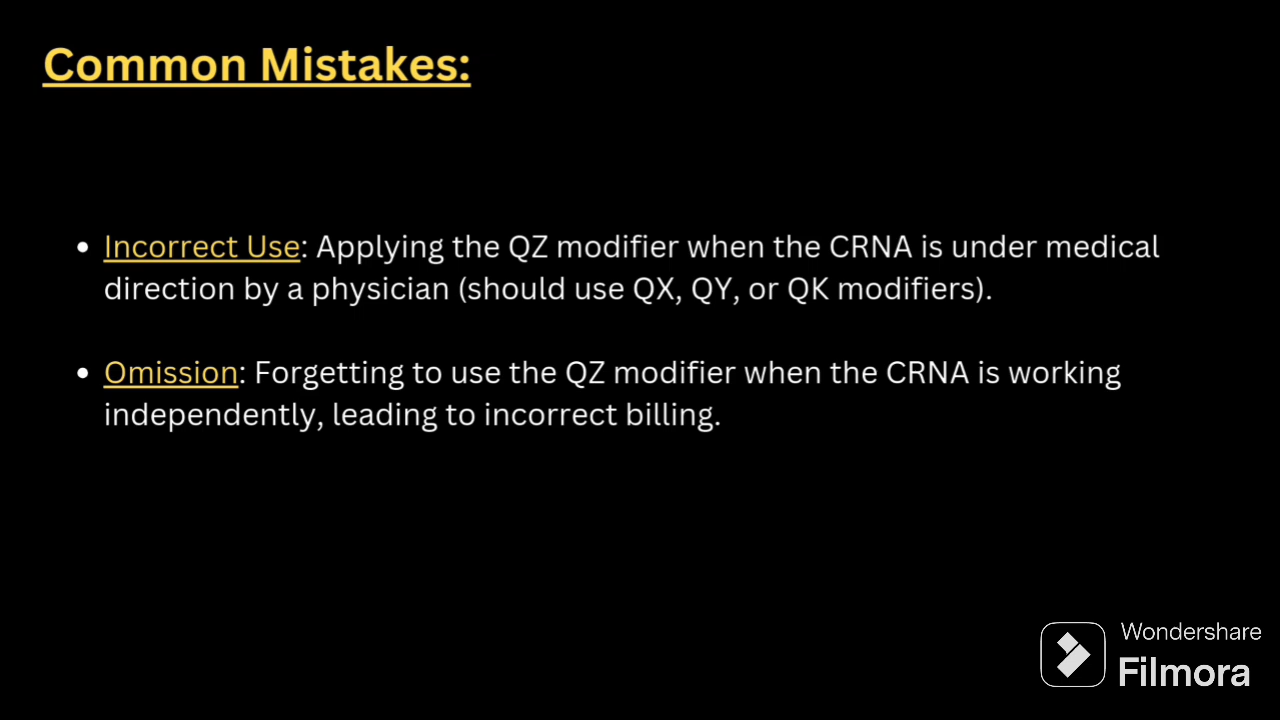 Common Mistakes:
• Incorrect Use: Applying the QZ modifier when the CRNA is under medical
direction by a physician (should use QX, QY, or QK modifiers).
• Omission: Forgetting to use the QZ modifier when the CRNA is working
independently, leading to incorrect billing.
Wondershare
Filmora